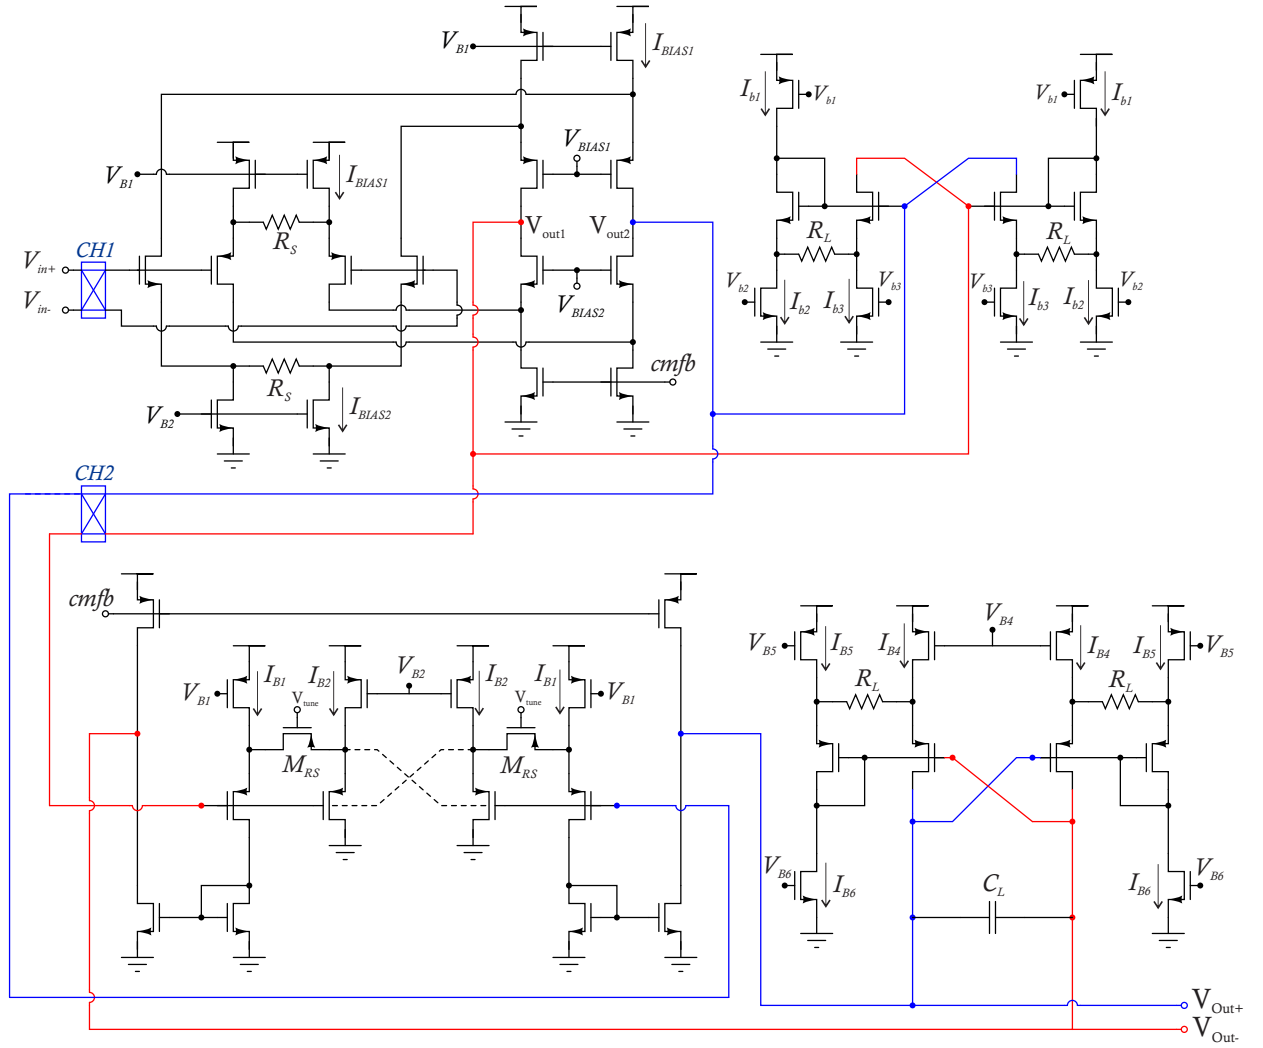 V_B1
I_BIAS1
I_b1
V_b1
V_b1
I_b1
V_BIAS1
V_B1
I_BIAS1
V_out1
V_out2
R_S
R_L
R_L
CH1
V_in+
V_in-
V_b2
I_b2
I_b3
V_b3
V_b3
I_b3
I_b2
V_b2
V_BIAS2
cmfb
R_S
V_B2
I_BIAS2
CH2
cmfb
V_B4
V_B5
I_B5
I_B4
I_B4
I_B5
V_B5
I_B1
I_B2
V_B2
I_B2
I_B1
V_B1
V_tune
V_tune
V_B1
R_L
R_L
M_RS
M_RS
V_B6
I_B6
C_L
I_B6
V_B6
V_Out+
V_Out-